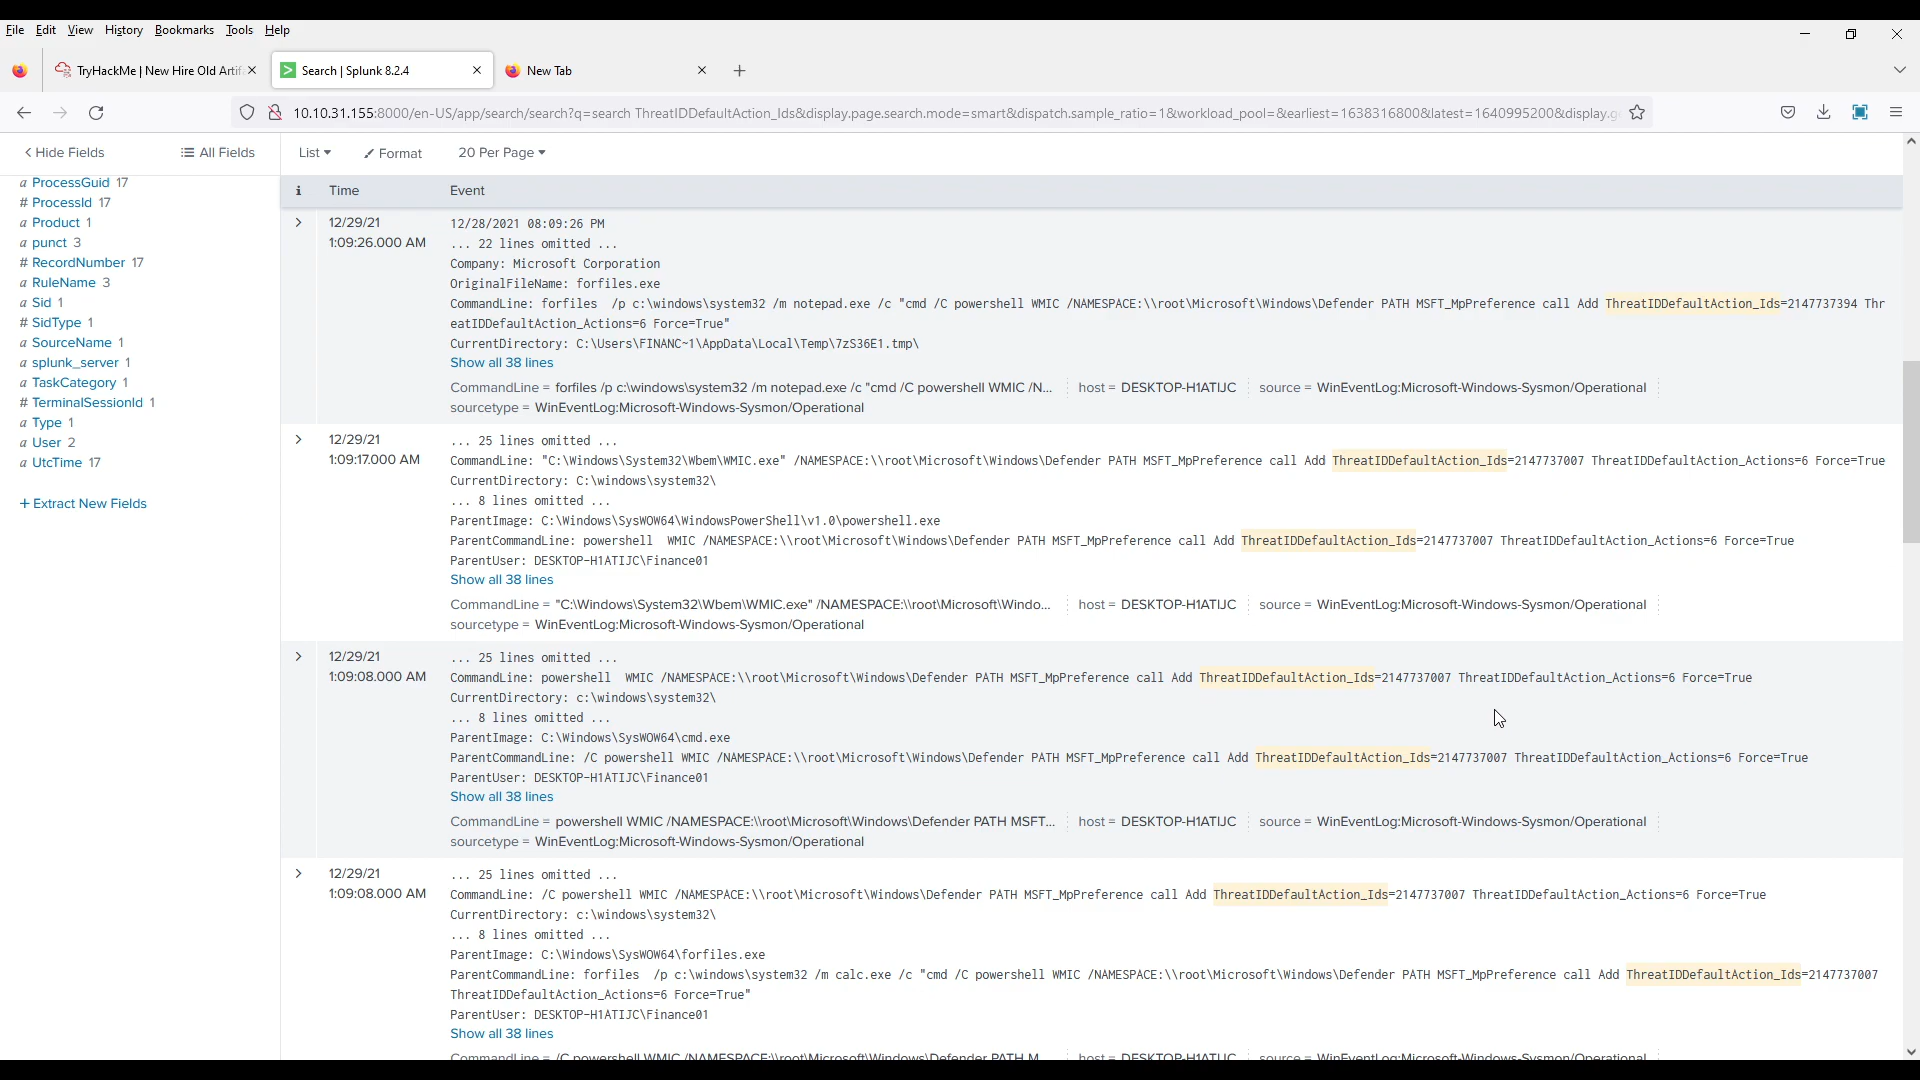 File Edit View History Bookmarks Tools Help
TryHackMe | New Hire Old Artif
Search | Splunk 8.2.4
New Tab
10.10.31.155:8000/en-US/app/search/search?q=search ThreatIDDefaultAction_Ids&display.page.search.mode=smart&dispatch.sample_ratio=1&workload_pool=&earliest=1638316800&latest=1640995200&display.g
Hide Fields All Fields List Format 20 Per Page
i Time Event
a ProcessGuid 17
# ProcessId 17
a Product 1
a punct 3
# RecordNumber 17
a RuleName 3
a Sid 1
# SidType 1
a SourceName 1
a splunk_server 1
a TaskCategory 1
# TerminalSessionId 1
a Type 1
a User 2
a UtcTime 17
+ Extract New Fields
12/29/21
1:09:26.000 AM
12/28/2021 08:09:26 PM
... 22 lines omitted ...
Company: Microsoft Corporation
OriginalFileName: forfiles.exe
CommandLine: forfiles  /p c:\windows\system32 /m notepad.exe /c "cmd /C powershell WMIC /NAMESPACE:\\root\Microsoft\Windows\Defender PATH MSFT_MpPreference call Add ThreatIDDefaultAction_Ids=2147737394 Thr
eatIDDefaultAction_Actions=6 Force=True"
CurrentDirectory: C:\Users\FINANC~1\AppData\Local\Temp\7zS36E1.tmp\
Show all 38 lines
CommandLine = forfiles /p c:\windows\system32 /m notepad.exe /c "cmd /C powershell WMIC /N... host = DESKTOP-H1ATIJC source = WinEventLog:Microsoft-Windows-Sysmon/Operational
sourcetype = WinEventLog:Microsoft-Windows-Sysmon/Operational
12/29/21
1:09:17.000 AM
... 25 lines omitted ...
CommandLine: "C:\Windows\System32\Wbem\WMIC.exe" /NAMESPACE:\\root\Microsoft\Windows\Defender PATH MSFT_MpPreference call Add ThreatIDDefaultAction_Ids=2147737007 ThreatIDDefaultAction_Actions=6 Force=True
CurrentDirectory: C:\windows\system32\
... 8 lines omitted ...
ParentImage: C:\Windows\SysWOW64\WindowsPowerShell\v1.0\powershell.exe
ParentCommandLine: powershell  WMIC /NAMESPACE:\\root\Microsoft\Windows\Defender PATH MSFT_MpPreference call Add ThreatIDDefaultAction_Ids=2147737007 ThreatIDDefaultAction_Actions=6 Force=True
ParentUser: DESKTOP-H1ATIJC\Finance01
Show all 38 lines
CommandLine = "C:\Windows\System32\Wbem\WMIC.exe" /NAMESPACE:\\root\Microsoft\Windo... host = DESKTOP-H1ATIJC source = WinEventLog:Microsoft-Windows-Sysmon/Operational
sourcetype = WinEventLog:Microsoft-Windows-Sysmon/Operational
12/29/21
1:09:08.000 AM
... 25 lines omitted ...
CommandLine: powershell  WMIC /NAMESPACE:\\root\Microsoft\Windows\Defender PATH MSFT_MpPreference call Add ThreatIDDefaultAction_Ids=2147737007 ThreatIDDefaultAction_Actions=6 Force=True
CurrentDirectory: c:\windows\system32\
... 8 lines omitted ...
ParentImage: C:\Windows\SysWOW64\cmd.exe
ParentCommandLine: /C powershell WMIC /NAMESPACE:\\root\Microsoft\Windows\Defender PATH MSFT_MpPreference call Add ThreatIDDefaultAction_Ids=2147737007 ThreatIDDefaultAction_Actions=6 Force=True
ParentUser: DESKTOP-H1ATIJC\Finance01
Show all 38 lines
CommandLine = powershell WMIC /NAMESPACE:\\root\Microsoft\Windows\Defender PATH MSFT... host = DESKTOP-H1ATIJC source = WinEventLog:Microsoft-Windows-Sysmon/Operational
sourcetype = WinEventLog:Microsoft-Windows-Sysmon/Operational
12/29/21
1:09:08.000 AM
... 25 lines omitted ...
CommandLine: /C powershell WMIC /NAMESPACE:\\root\Microsoft\Windows\Defender PATH MSFT_MpPreference call Add ThreatIDDefaultAction_Ids=2147737007 ThreatIDDefaultAction_Actions=6 Force=True
CurrentDirectory: c:\windows\system32\
... 8 lines omitted ...
ParentImage: C:\Windows\SysWOW64\forfiles.exe
ParentCommandLine: forfiles  /p c:\windows\system32 /m calc.exe /c "cmd /C powershell WMIC /NAMESPACE:\\root\Microsoft\Windows\Defender PATH MSFT_MpPreference call Add ThreatIDDefaultAction_Ids=2147737007
ThreatIDDefaultAction_Actions=6 Force=True"
ParentUser: DESKTOP-H1ATIJC\Finance01
Show all 38 lines
CommandLine = /C powershell WMIC /NAMESPACE:\\root\Microsoft\Windows\Defender PATH M... host = DESKTOP-H1ATIJC source = WinEventLog:Microsoft-Windows-Sysmon/Operational